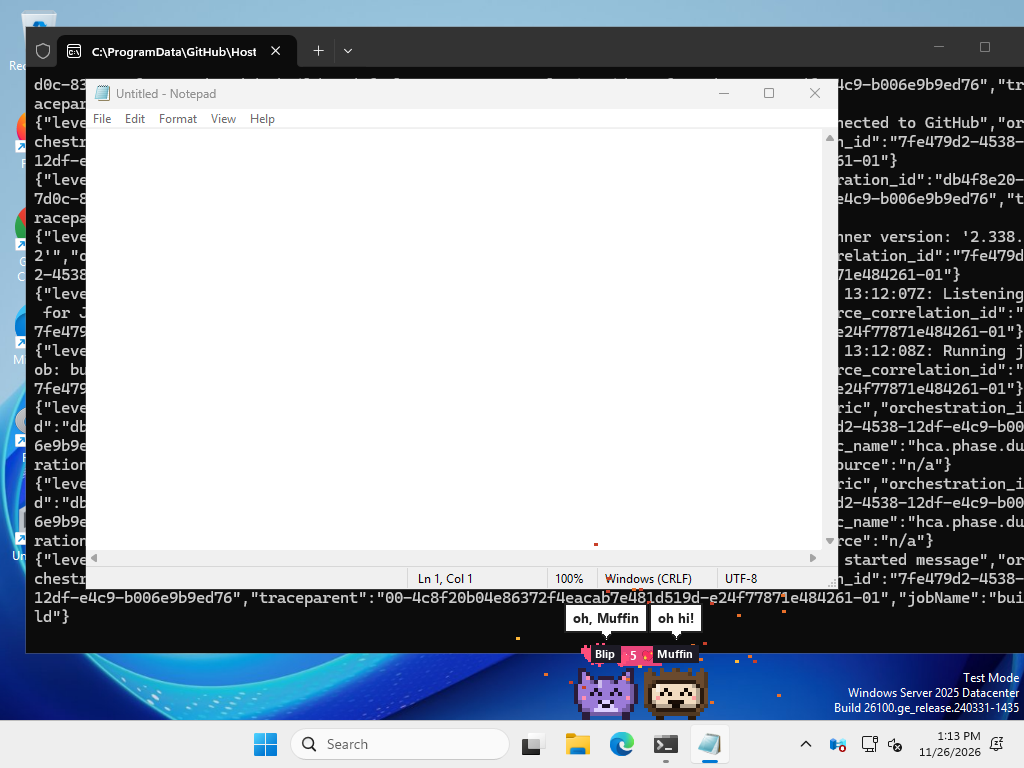 C:\ProgramData\GitHub\Host
Untitled - Notepad
File Edit Format View Help
d0c-83
4c9-b006e9b9ed76","tr
acepar
{"leve
nected to GitHub","or
chestr
n_id":"7fe479d2-4538-
12df-e
61-01"}
{"leve
ration_id":"db4f8e20-
7d0c-8
e4c9-b006e9b9ed76","t
racepa
{"leve
nner version: '2.338.
2'","o
relation_id":"7fe479d
2-4538
71e484261-01"}
{"leve
13:12:07Z: Listening
for J
rce_correlation_id":"
7fe479
e24f77871e484261-01"}
{"leve
13:12:08Z: Running j
ob: bu
rce_correlation_id":"
7fe479
e24f77871e484261-01"}
{"leve
ric","orchestration_i
d":"db
d2-4538-12df-e4c9-b00
6e9b9e
c_name":"hca.phase.du
ration
ource":"n/a"}
{"leve
ric","orchestration_i
d":"db
d2-4538-12df-e4c9-b00
6e9b9e
c_name":"hca.phase.du
ration
rce":"n/a"}
{"leve
started message","or
chestr
n_id":"7fe479d2-4538-
Ln 1, Col 1
100%
Windows (CRLF)
UTF-8
12df-e4c9-b006e9b9ed76","traceparent":"00-4c8f20b04e86372f4eacab7e481d519d-e24f77871e484261-01","jobName":"bui
ld"}
oh, Muffin
oh hi!
Blip
5
Muffin
Test Mode
Windows Server 2025 Datacenter
Build 26100.ge_release.240331-1435
Search
1:13 PM
11/26/2026